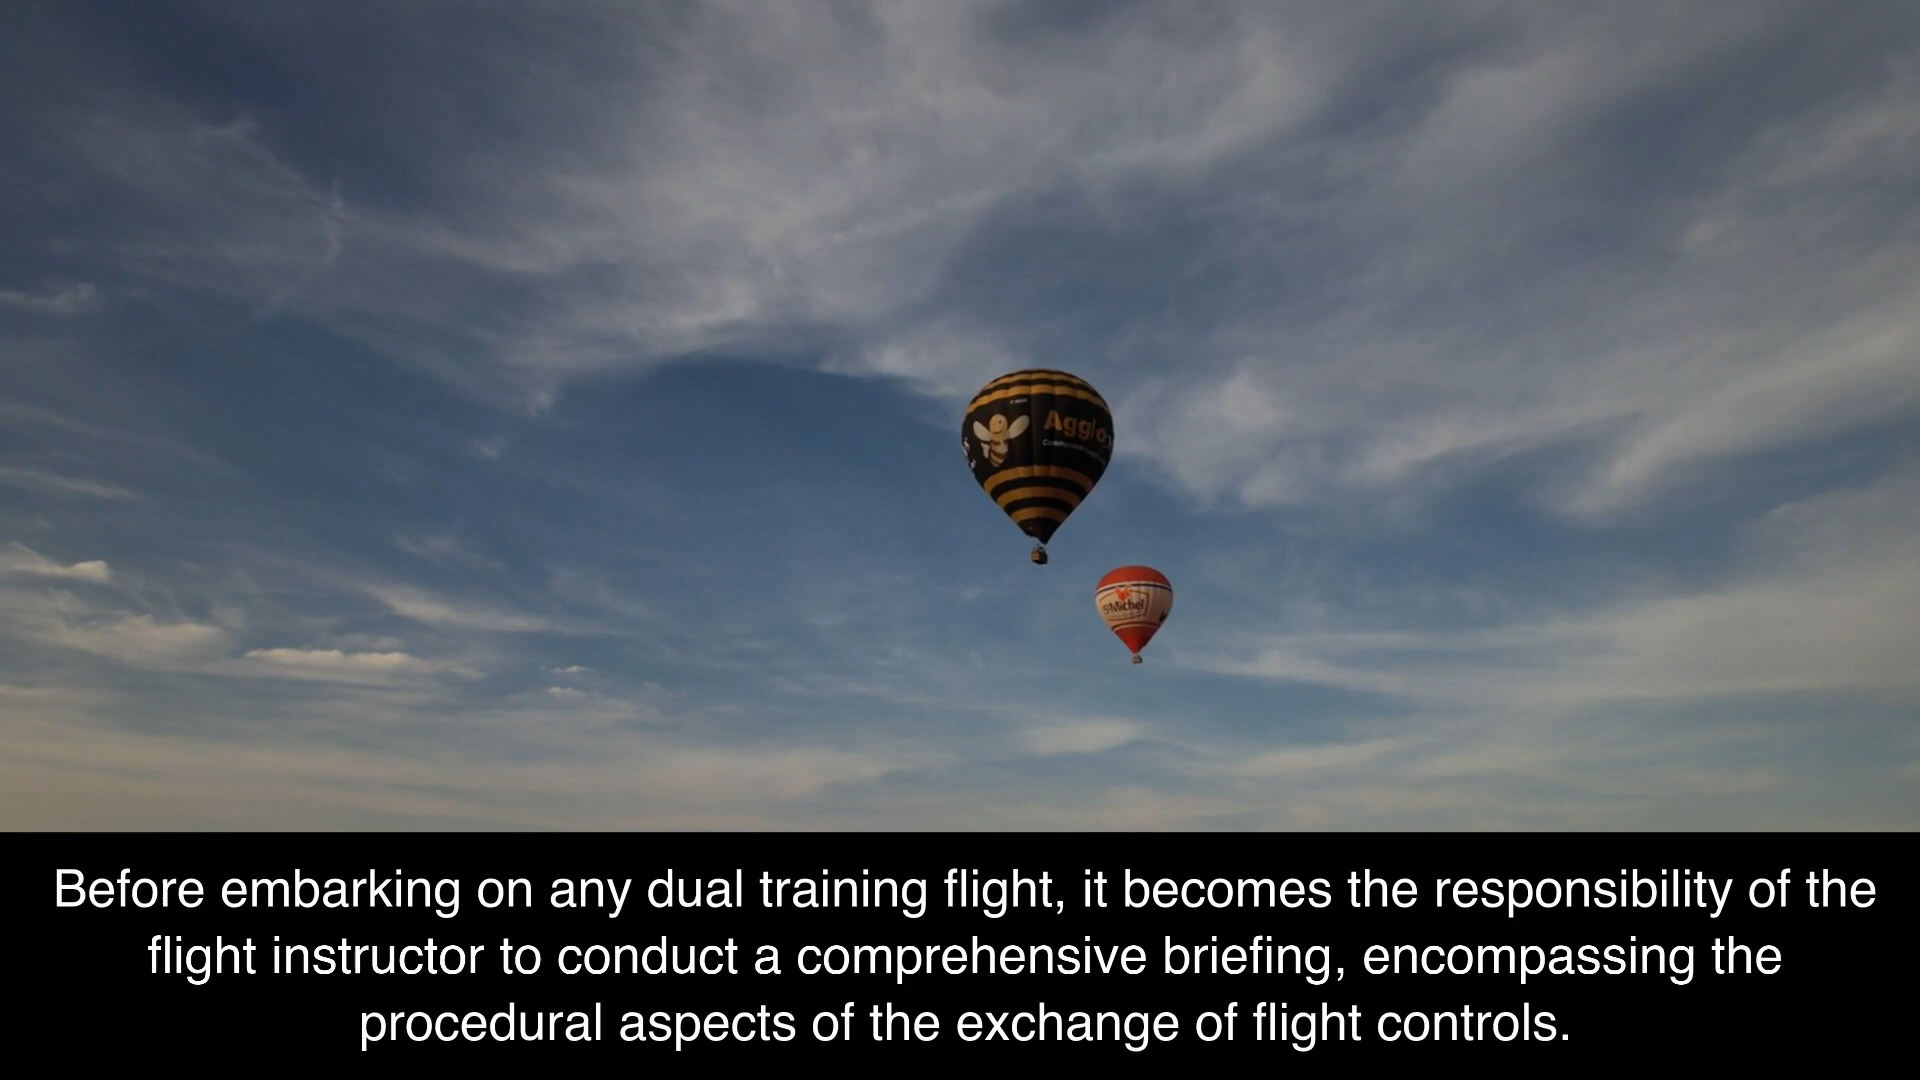 Agglo
St Michel
Before embarking on any dual training flight, it becomes the responsibility of the
flight instructor to conduct a comprehensive briefing, encompassing the
procedural aspects of the exchange of flight controls.